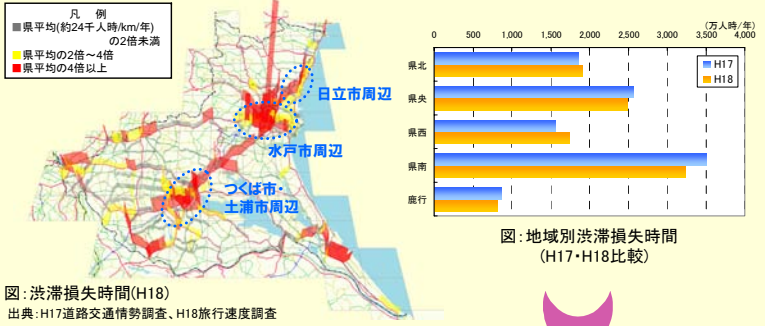 凡　例
県平均(約24千人時/km/年)
の2倍未満
県平均の2倍～4倍
県平均の4倍以上
日立市周辺
水戸市周辺
つくば市・
土浦市周辺
図:渋滞損失時間(H18)
出典:H17道路交通情勢調査、H18旅行速度調査
(万人時/年)
0 500 1,000 1,500 2,000 2,500 3,000 3,500 4,000
県北
県央
県西
県南
鹿行
H17
H18
図:地域別渋滞損失時間
(H17・H18比較)